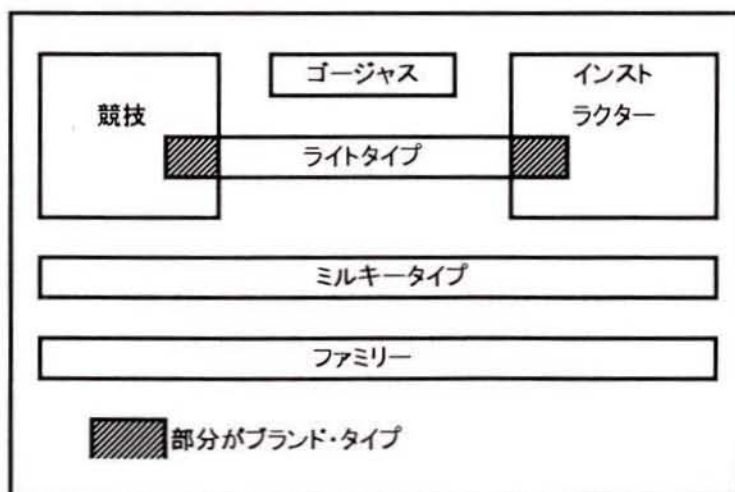 競技
ゴージャス
インスト
ラクター
ライトタイプ
ミルキータイプ
ファミリー
部分がブランド・タイプ